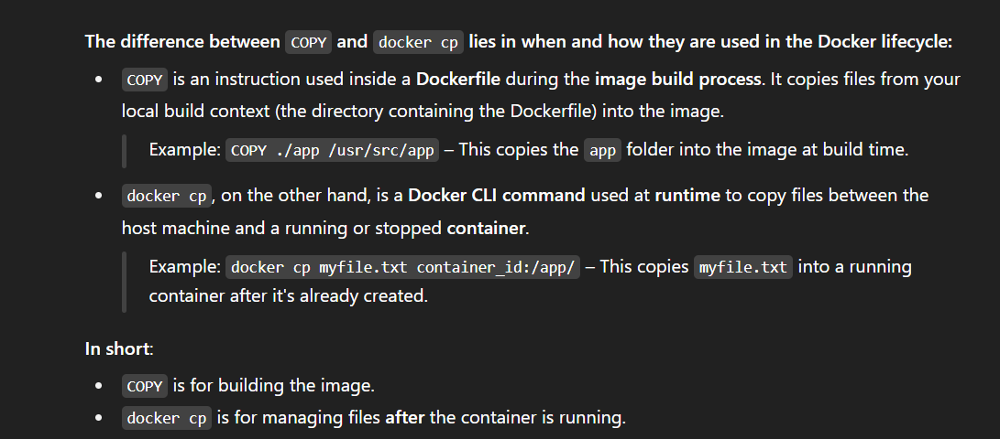 The difference between COPY and docker cp lies in when and how they are used in the Docker lifecycle:
• COPY is an instruction used inside a Dockerfile during the image build process. It copies files from your
local build context (the directory containing the Dockerfile) into the image.
Example: COPY ./app /usr/src/app – This copies the app folder into the image at build time.
• docker cp, on the other hand, is a Docker CLI command used at runtime to copy files between the
host machine and a running or stopped container.
Example: docker cp myfile.txt container_id:/app/ – This copies myfile.txt into a running
container after it's already created.
In short:
• COPY is for building the image.
• docker cp is for managing files after the container is running.